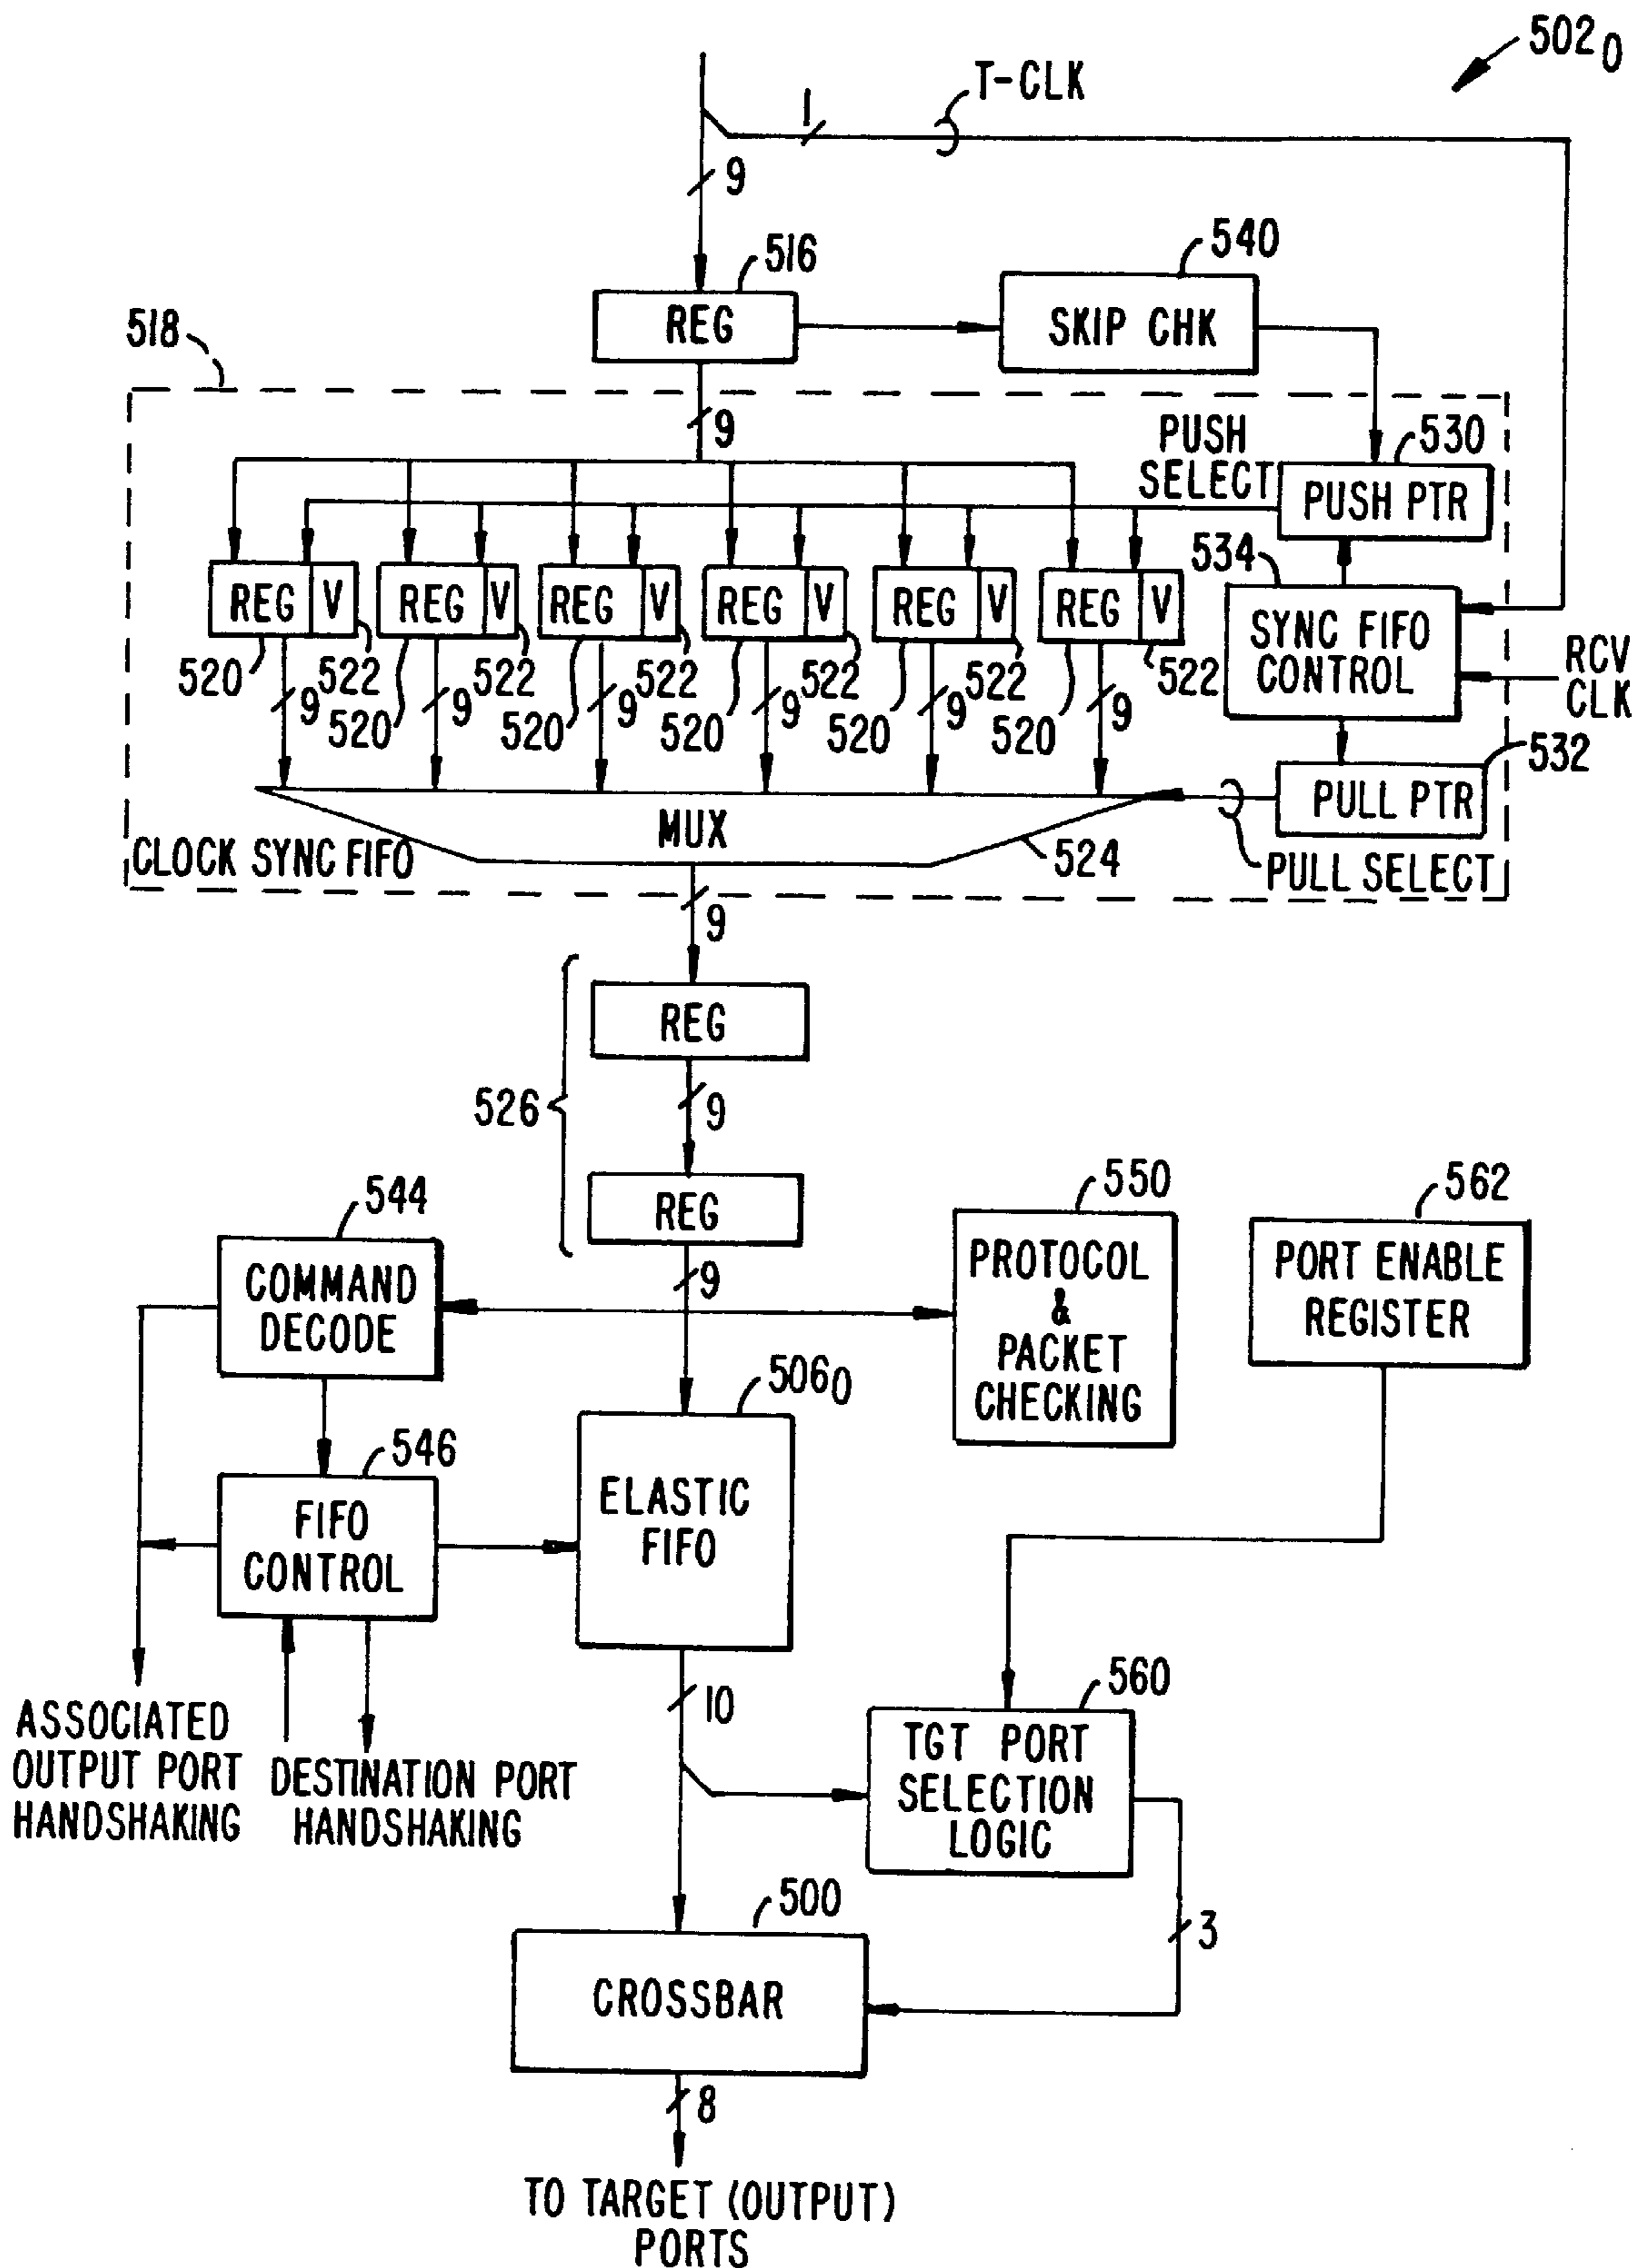 502₀
T-CLK
1
9
516
540
REG
SKIP CHK
518
9
PUSH
SELECT
530
PUSH PTR
534
REG V REG V REG V REG V REG V REG V
SYNC FIFO
CONTROL
RCV
CLK
520 9 522 520 9 522 520 9 522 520 9 522 520 9 522 520 9 522
532
PULL PTR
MUX
CLOCK SYNC FIFO
524
PULL SELECT
9
REG
526
9
REG
9
544
COMMAND
DECODE
550
PROTOCOL
&
PACKET
CHECKING
562
PORT ENABLE
REGISTER
506₀
546
FIFO
CONTROL
ELASTIC
FIFO
10
560
TGT PORT
SELECTION
LOGIC
ASSOCIATED
OUTPUT PORT
HANDSHAKING
DESTINATION PORT
HANDSHAKING
500
3
CROSSBAR
8
TO TARGET (OUTPUT)
PORTS